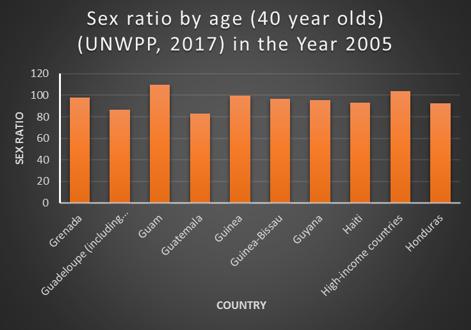 Sex ratio by age (40 year olds)
(UNWPP, 2017) in the Year 2005
120
100
80
60
40
20
0
SEX RATIO
Grenada
Guadeloupe (including...
Guam
Guatemala
Guinea
Guinea-Bissau
Guyana
Haiti
High-income countries
Honduras
COUNTRY